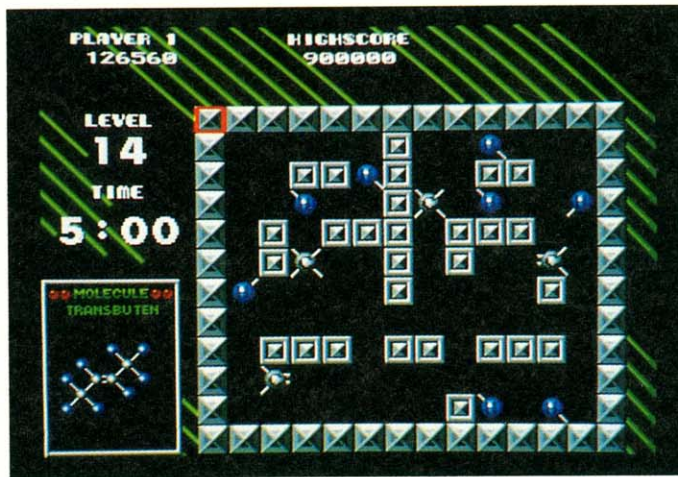 PLAYER 1
126560
HIGHSCORE
900000
LEVEL
14
TIME
5:00
MOLECULE
TRANSBUTEN